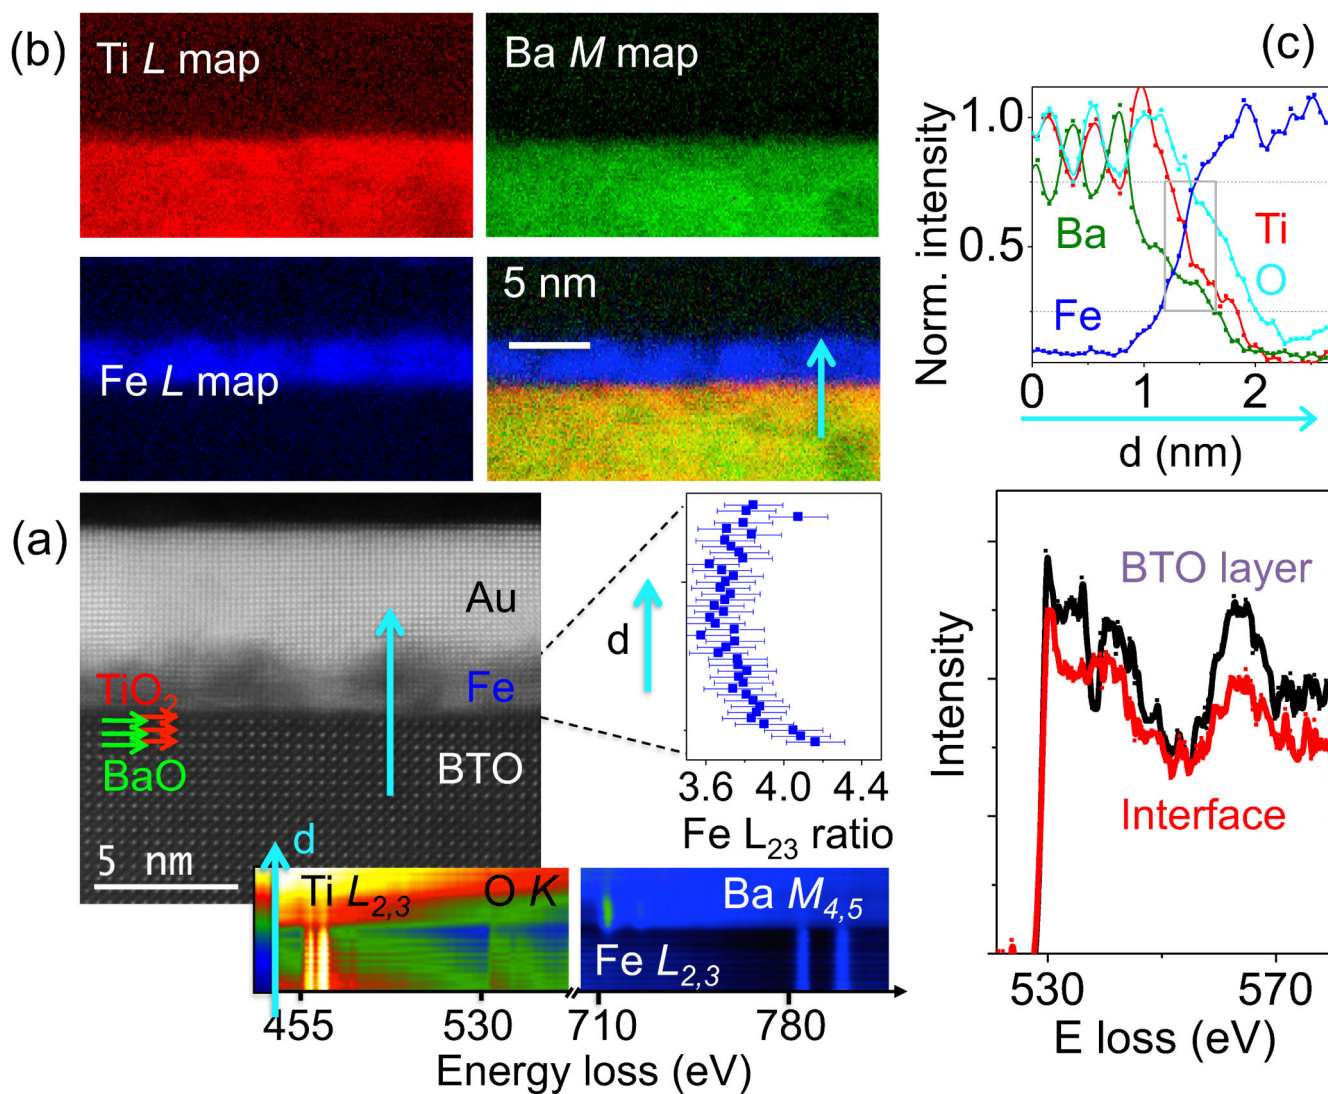 (b)
Ti L map
Ba M map
Fe L map
5 nm
(c)
Norm. intensity
1.0
0.5
Ba
Ti
O
Fe
0
1
2
d (nm)
(a)
Au
Fe
TiO2
BaO
BTO
5 nm
d
d
3.6
4.0
4.4
Fe L23 ratio
Ti L2,3
O K
Ba M4,5
Fe L2,3
455
530
710
780
Energy loss (eV)
BTO layer
Interface
Intensity
530
570
E loss (eV)